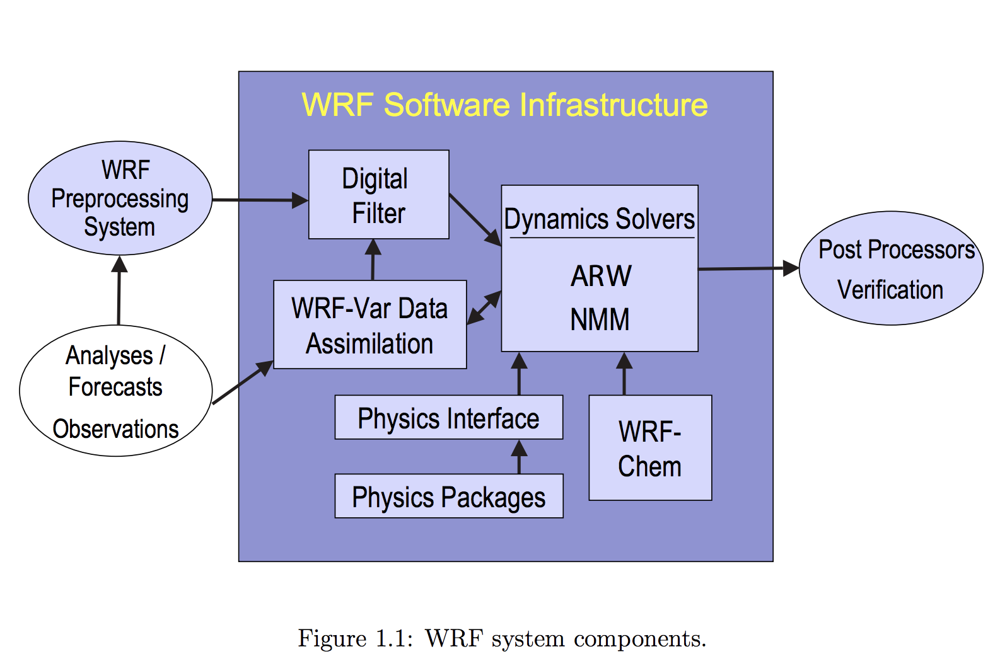 WRF Software Infrastructure
WRF
Preprocessing
System
Digital
Filter
Dynamics Solvers
ARW
NMM
Post Processors
Verification
WRF-Var Data
Assimilation
Analyses /
Forecasts
Observations
Physics Interface
WRF-
Chem
Physics Packages
Figure 1.1: WRF system components.